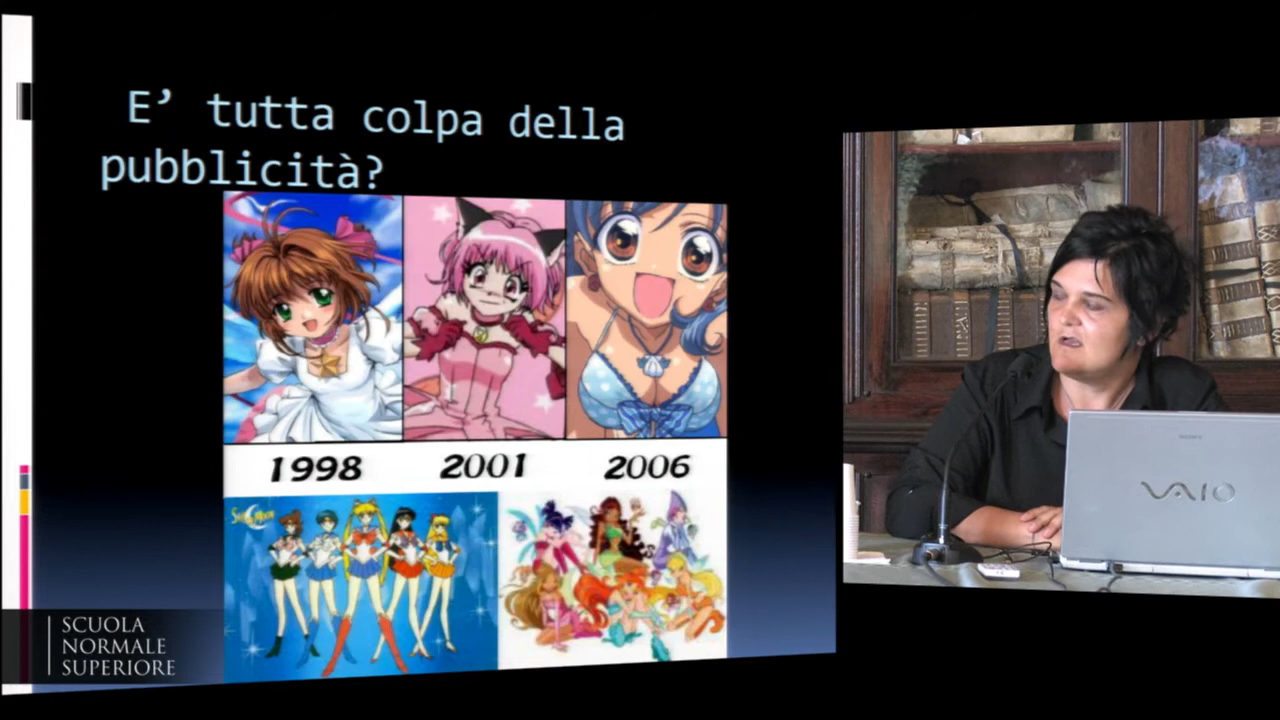 E’ tutta colpa della
pubblicità?
1998 2001 2006
Sailor Moon
SCUOLA
NORMALE
SUPERIORE
VAIO